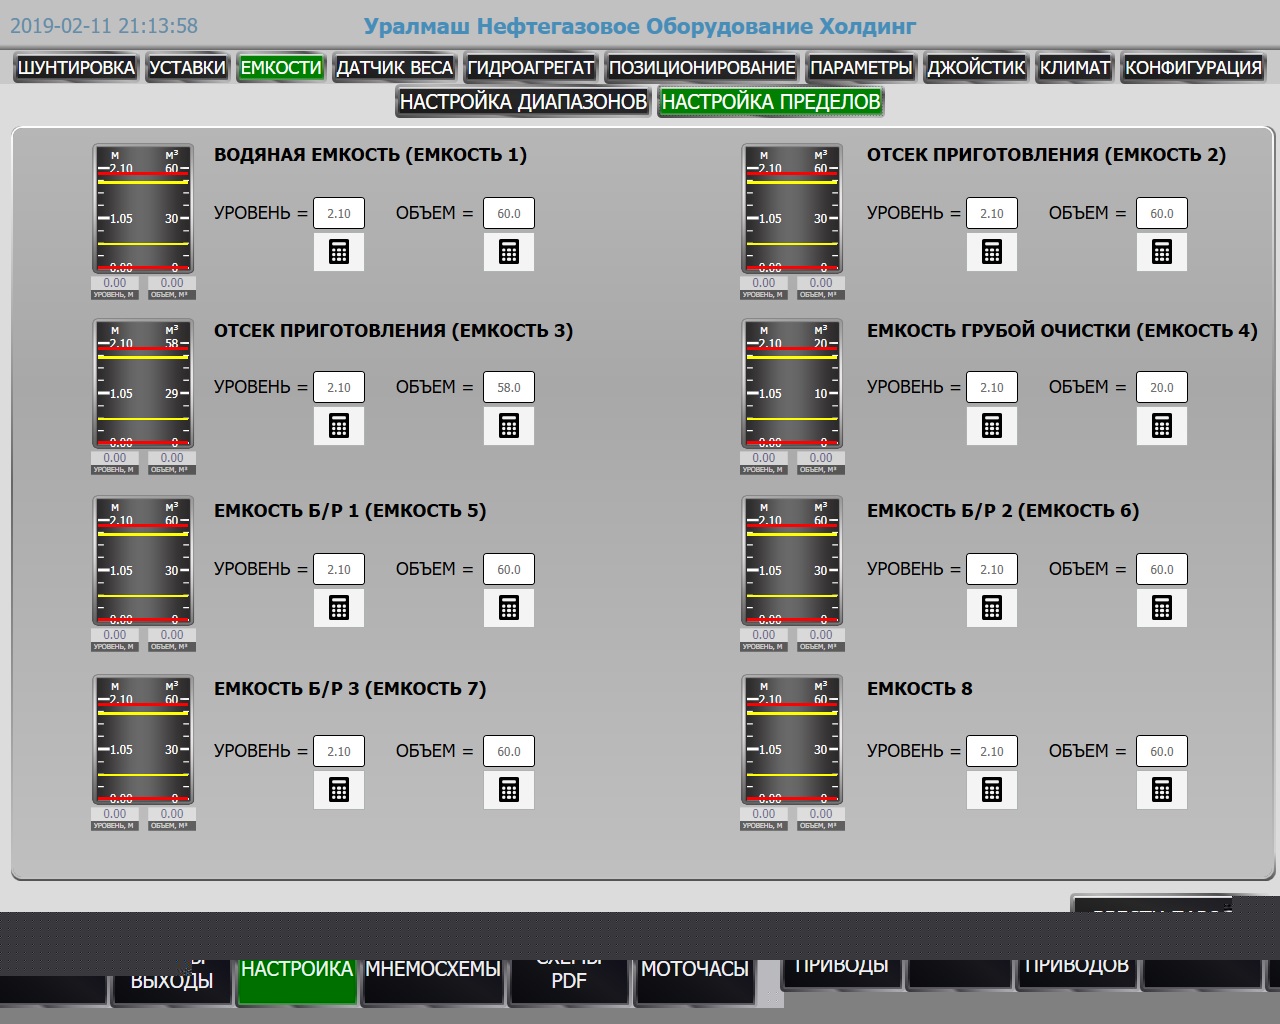 2019-02-11 21:13:58 Уралмаш Нефтегазовое Оборудование Холдинг
ШУНТИРОВКА УСТАВКИ ЕМКОСТИ ДАТЧИК ВЕСА ГИДРОАГРЕГАТ ПОЗИЦИОНИРОВАНИЕ ПАРАМЕТРЫ ДЖОЙСТИК КЛИМАТ КОНФИГУРАЦИЯ
НАСТРОЙКА ДИАПАЗОНОВ НАСТРОЙКА ПРЕДЕЛОВ
ВОДЯНАЯ ЕМКОСТЬ (ЕМКОСТЬ 1)
М М³
2.10 60
1.05 30
0.00 0
УРОВЕНЬ = 2.10 ОБЪЕМ = 60.0
0.00 0.00
УРОВЕНЬ, М ОБЪЕМ, М³
ОТСЕК ПРИГОТОВЛЕНИЯ (ЕМКОСТЬ 2)
М М³
2.10 60
1.05 30
0.00 0
УРОВЕНЬ = 2.10 ОБЪЕМ = 60.0
0.00 0.00
УРОВЕНЬ, М ОБЪЕМ, М³
ОТСЕК ПРИГОТОВЛЕНИЯ (ЕМКОСТЬ 3)
М М³
2.10 58
1.05 29
0.00 0
УРОВЕНЬ = 2.10 ОБЪЕМ = 58.0
0.00 0.00
УРОВЕНЬ, М ОБЪЕМ, М³
ЕМКОСТЬ ГРУБОЙ ОЧИСТКИ (ЕМКОСТЬ 4)
М М³
2.10 20
1.05 10
0.00 0
УРОВЕНЬ = 2.10 ОБЪЕМ = 20.0
0.00 0.00
УРОВЕНЬ, М ОБЪЕМ, М³
ЕМКОСТЬ Б/Р 1 (ЕМКОСТЬ 5)
М М³
2.10 60
1.05 30
0.00 0
УРОВЕНЬ = 2.10 ОБЪЕМ = 60.0
0.00 0.00
УРОВЕНЬ, М ОБЪЕМ, М³
ЕМКОСТЬ Б/Р 2 (ЕМКОСТЬ 6)
М М³
2.10 60
1.05 30
0.00 0
УРОВЕНЬ = 2.10 ОБЪЕМ = 60.0
0.00 0.00
УРОВЕНЬ, М ОБЪЕМ, М³
ЕМКОСТЬ Б/Р 3 (ЕМКОСТЬ 7)
М М³
2.10 60
1.05 30
0.00 0
УРОВЕНЬ = 2.10 ОБЪЕМ = 60.0
0.00 0.00
УРОВЕНЬ, М ОБЪЕМ, М³
ЕМКОСТЬ 8
М М³
2.10 60
1.05 30
0.00 0
УРОВЕНЬ = 2.10 ОБЪЕМ = 60.0
0.00 0.00
УРОВЕНЬ, М ОБЪЕМ, М³
ВЫХОДЫ НАСТРОЙКА МНЕМОСХЕМЫ СХЕМЫ PDF МОТОЧАСЫ ПРИВОДЫ ПРИВОДОВ